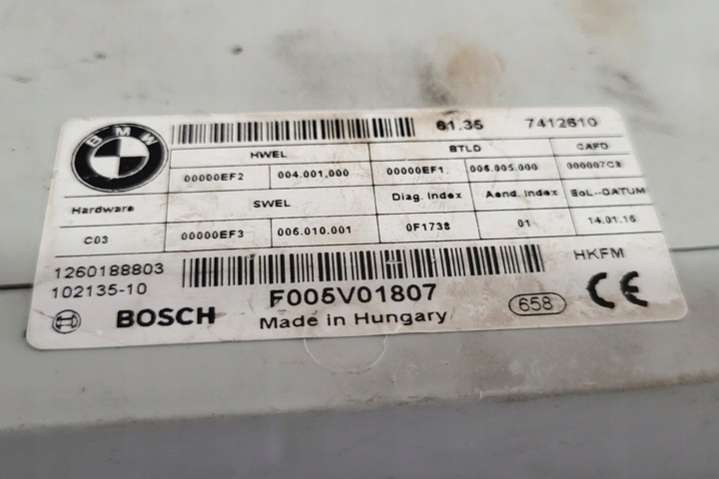 BMW
61.35 7412610
HWEL BTLD CAFD
00000EF2 004.001.000 00000EF1 006.005.000 000007C8
Hardware SWEL Diag. Index Aend. Index EoL.-DATUM
C03 00000EF3 006.010.001 0F1738 01 14.01.16
1260188803
HKFM
102135-10
F005V01807
BOSCH
658
CE
Made in Hungary